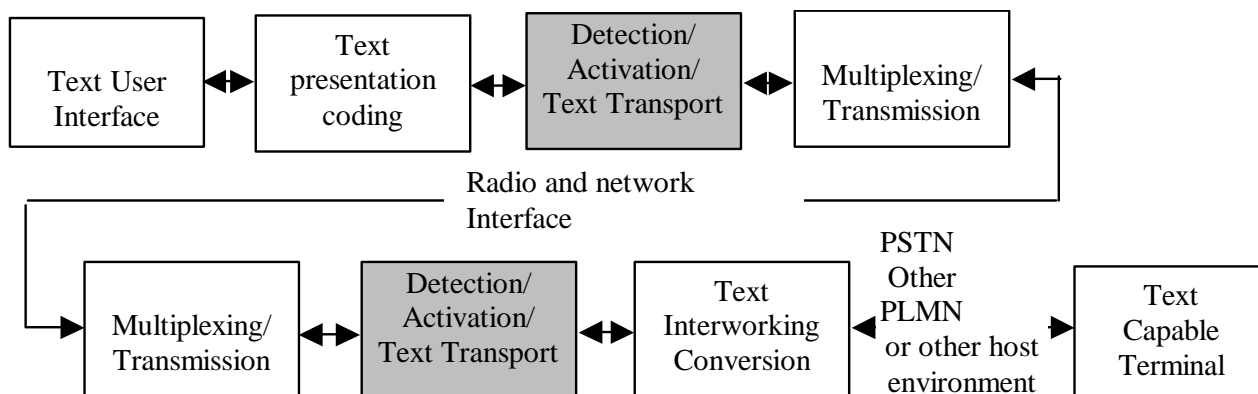 Text User
Interface
Text
presentation
coding
Detection/
Activation/
Text Transport
Multiplexing/
Transmission
Radio and network
Interface
Multiplexing/
Transmission
Detection/
Activation/
Text Transport
Text
Interworking
Conversion
PSTN
Other
PLMN
or other host
environment
Text
Capable
Terminal